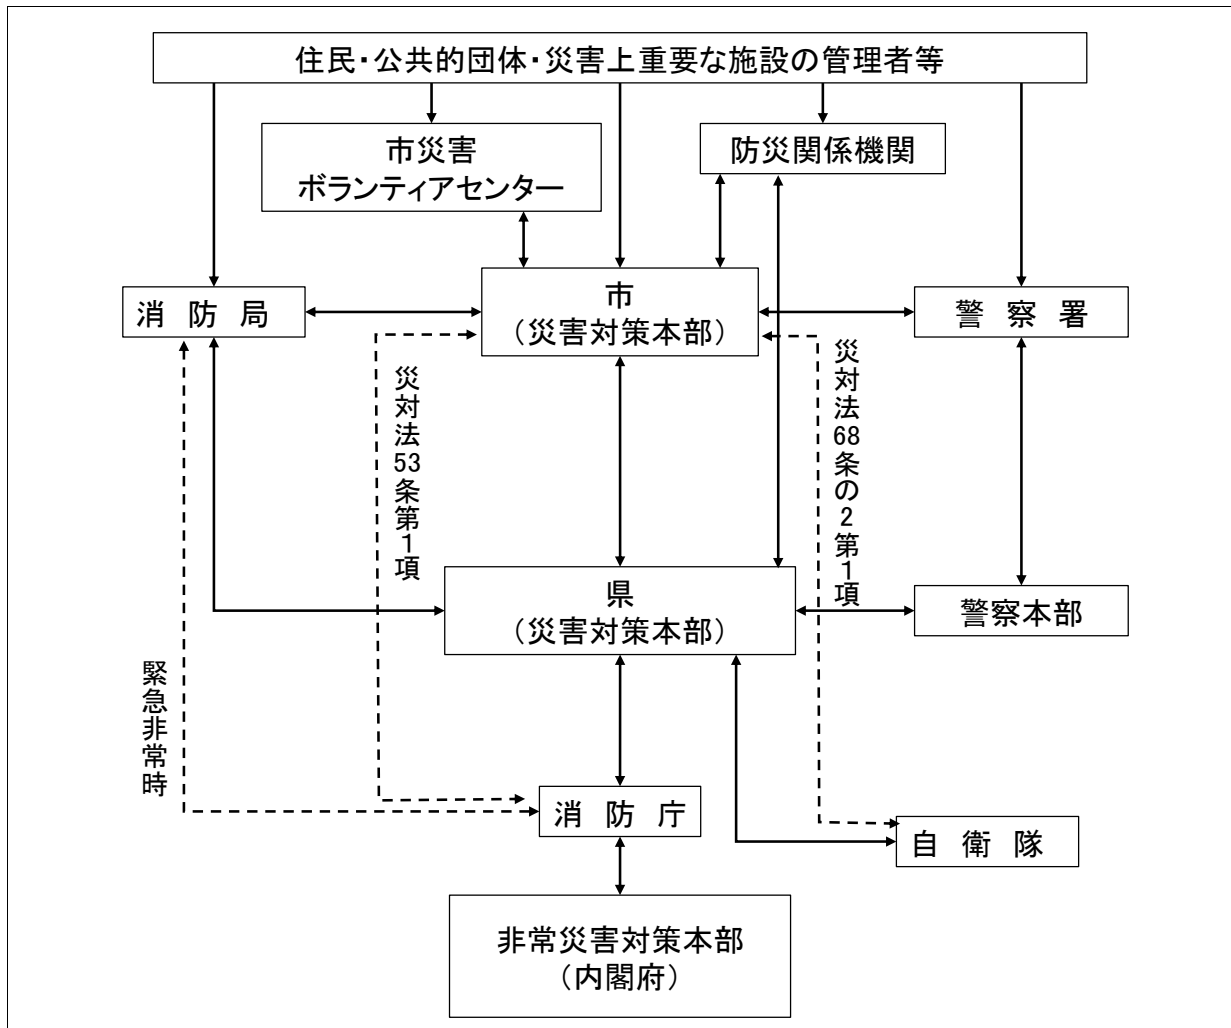 住民・公共的団体・災害上重要な施設の管理者等
市災害
ボランティアセンター
防災関係機関
消防局
市
（災害対策本部）
警察署
災対法53条第1項
災対法68条の2第1項
県
（災害対策本部）
警察本部
緊急非常時
消防庁
自衛隊
非常災害対策本部
（内閣府）